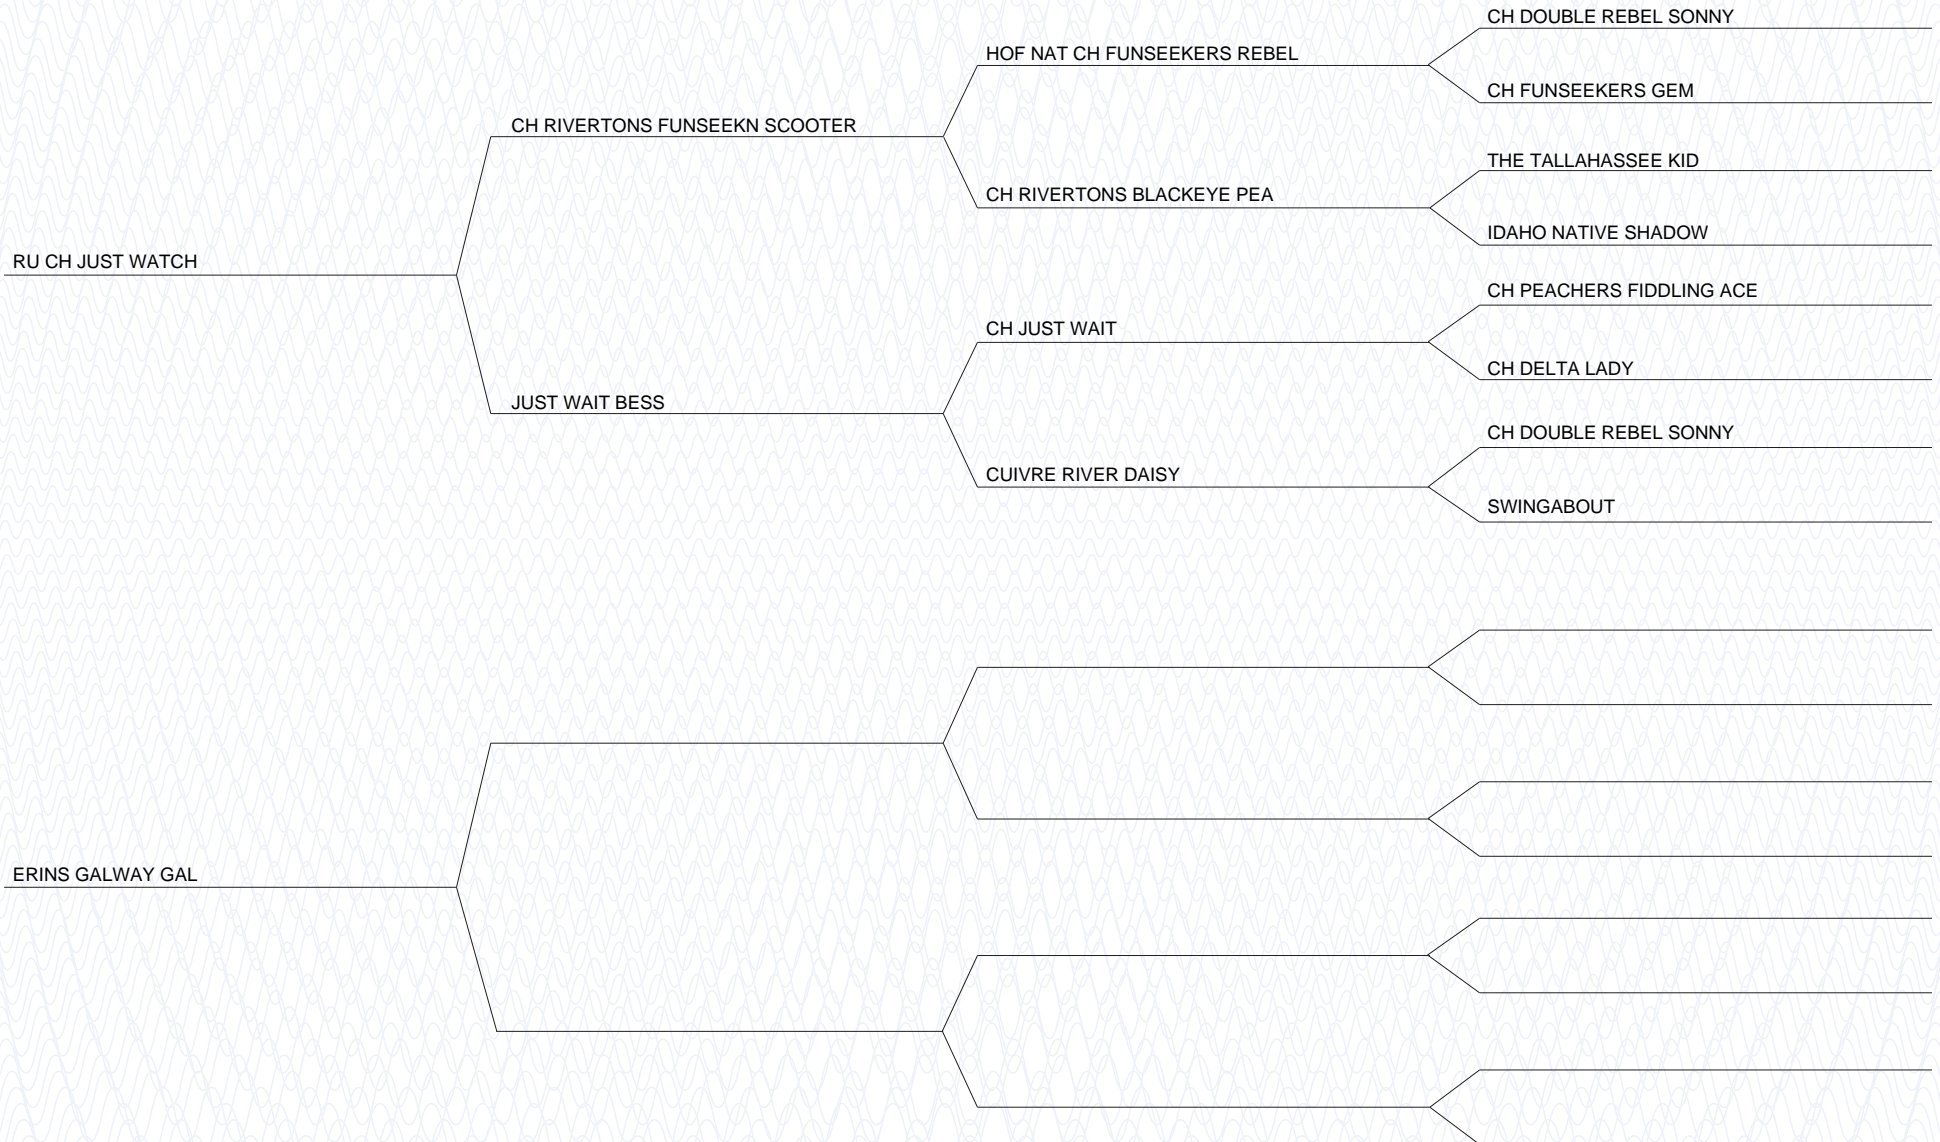 CH DOUBLE REBEL SONNY
HOF NAT CH FUNSEEKERS REBEL
CH FUNSEEKERS GEM
CH RIVERTONS FUNSEEKN SCOOTER
THE TALLAHASSEE KID
CH RIVERTONS BLACKEYE PEA
IDAHO NATIVE SHADOW
RU CH JUST WATCH
CH PEACHERS FIDDLING ACE
CH JUST WAIT
CH DELTA LADY
JUST WAIT BESS
CH DOUBLE REBEL SONNY
CUIVRE RIVER DAISY
SWINGABOUT
ERINS GALWAY GAL